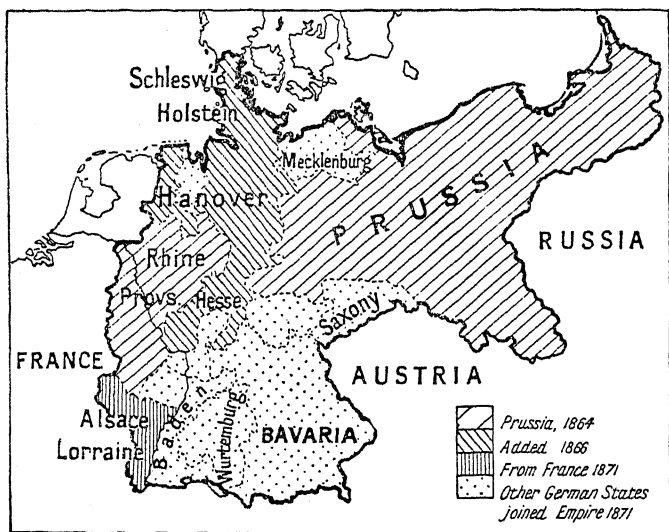 Schleswig
Holstein
Mecklenburg
Hanover
PRUSSIA
RUSSIA
Rhine
Provs.
Hesse
Saxony
FRANCE
AUSTRIA
Alsace
Lorraine
Baden
Wurtemburg
BAVARIA
Prussia, 1864
Added 1866
From France 1871
Other German States
joined Empire 1871